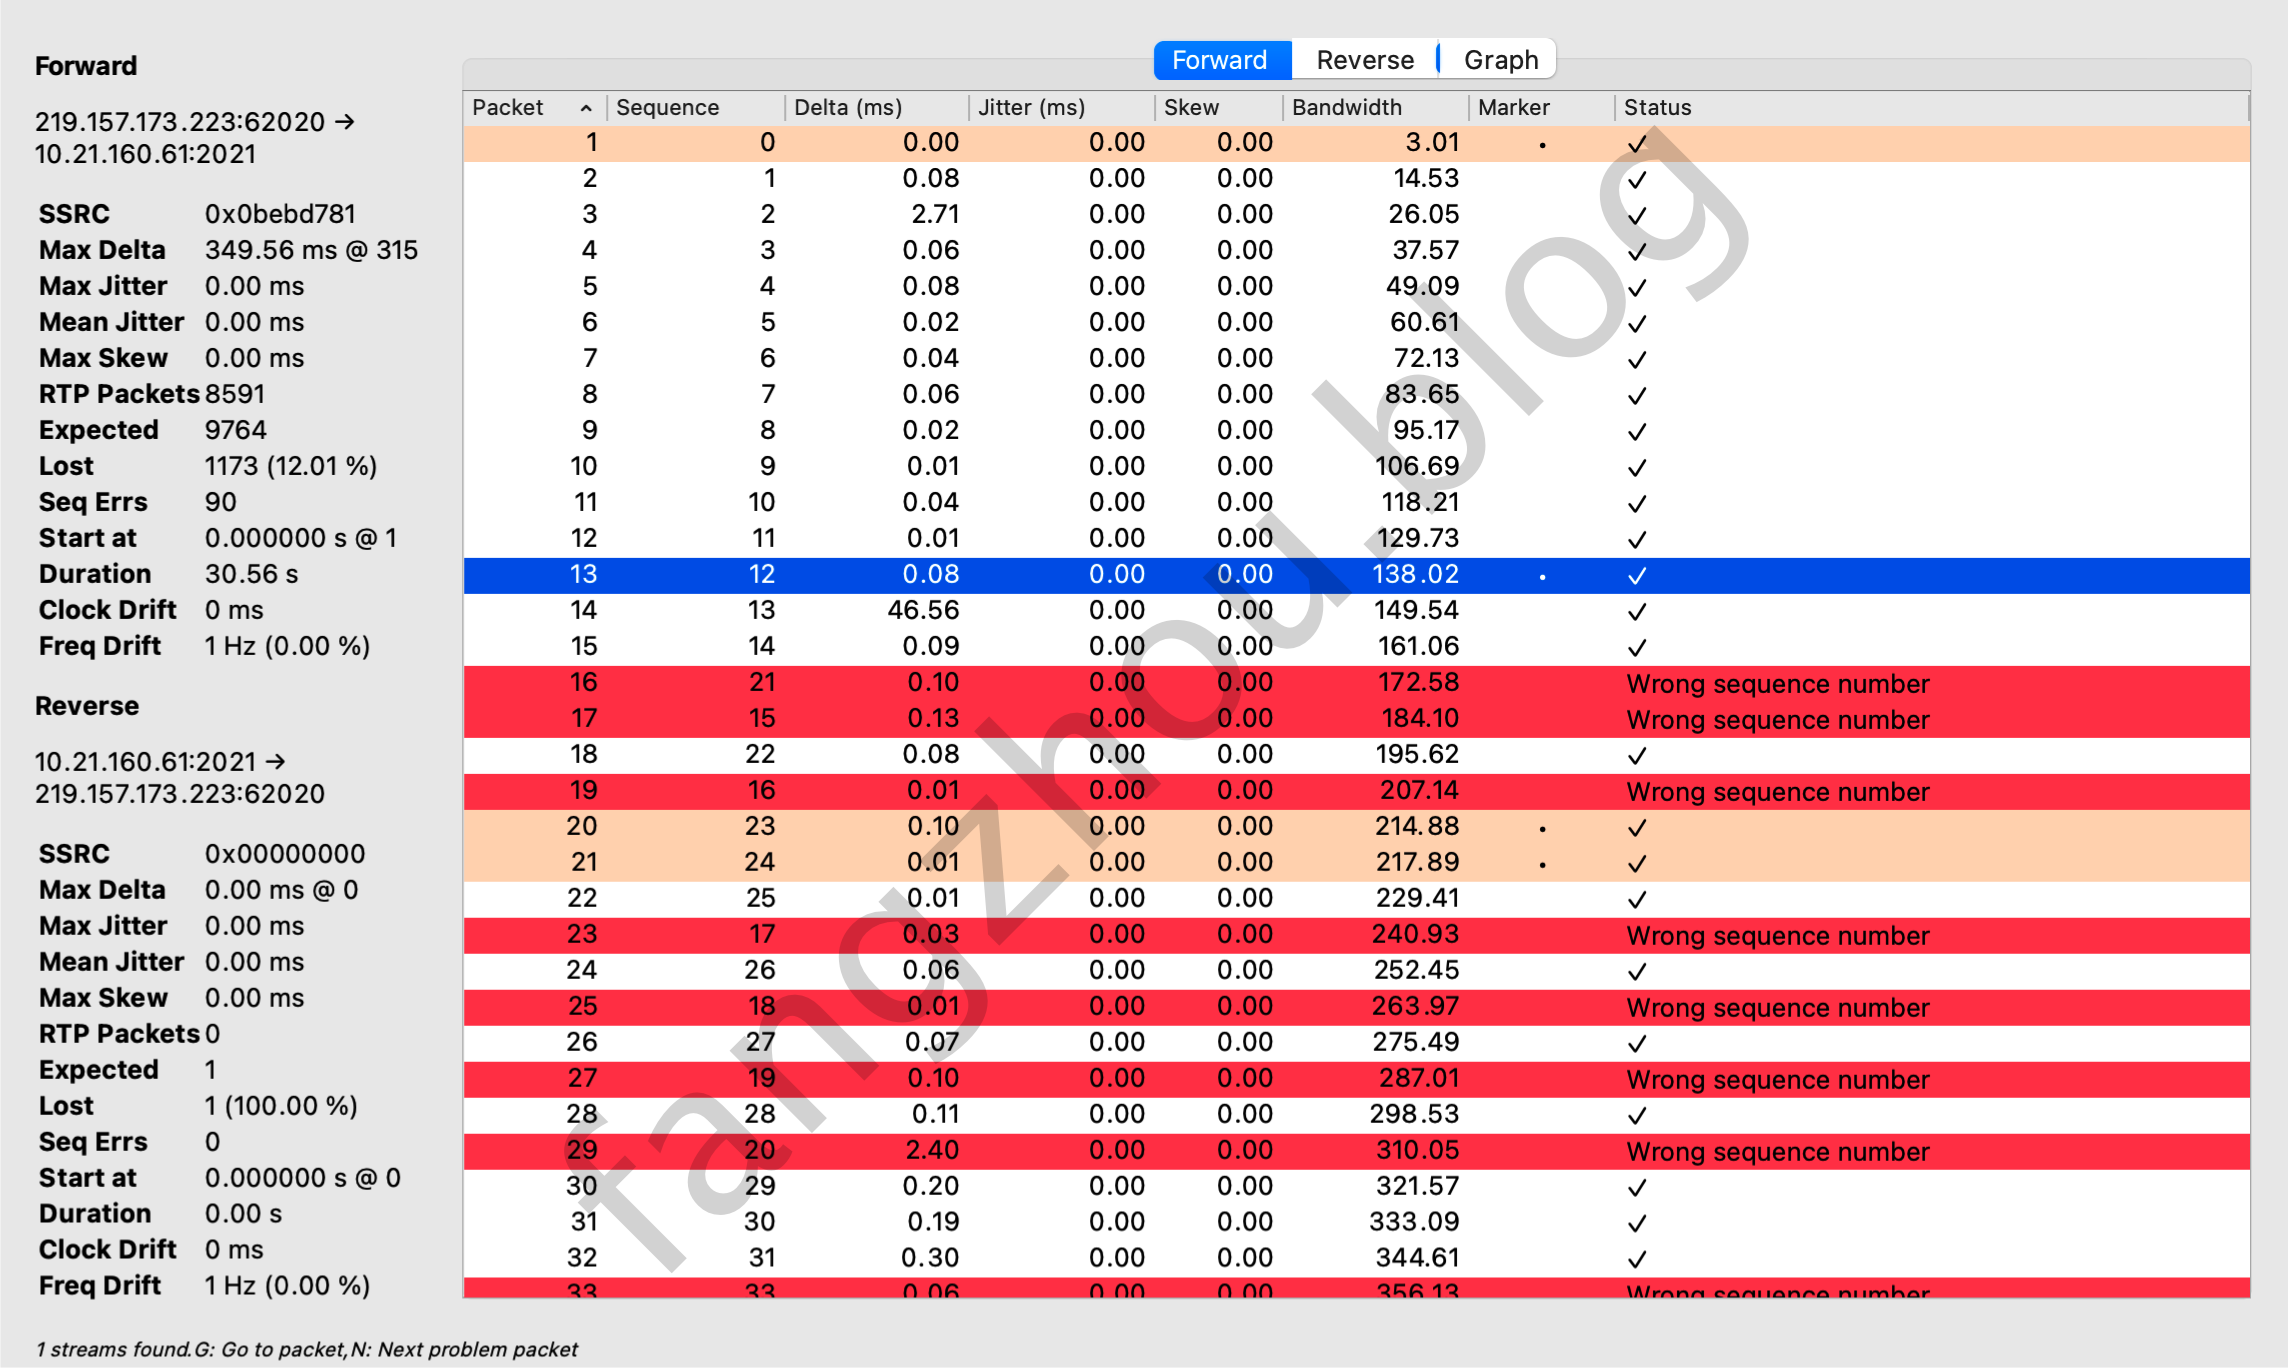 Forward
219.157.173.223:62020 →
10.21.160.61:2021
SSRC 0x0bebd781
Max Delta 349.56 ms @ 315
Max Jitter 0.00 ms
Mean Jitter 0.00 ms
Max Skew 0.00 ms
RTP Packets 8591
Expected 9764
Lost 1173 (12.01 %)
Seq Errs 90
Start at 0.000000 s @ 1
Duration 30.56 s
Clock Drift 0 ms
Freq Drift 1 Hz (0.00 %)
Reverse
10.21.160.61:2021 →
219.157.173.223:62020
SSRC 0x00000000
Max Delta 0.00 ms @ 0
Max Jitter 0.00 ms
Mean Jitter 0.00 ms
Max Skew 0.00 ms
RTP Packets 0
Expected 1
Lost 1 (100.00 %)
Seq Errs 0
Start at 0.000000 s @ 0
Duration 0.00 s
Clock Drift 0 ms
Freq Drift 1 Hz (0.00 %)
Forward Reverse Graph
Packet Sequence Delta (ms) Jitter (ms) Skew Bandwidth Marker Status
1 0 0.00 0.00 0.00 3.01 • ✓
2 1 0.08 0.00 0.00 14.53 ✓
3 2 2.71 0.00 0.00 26.05 ✓
4 3 0.06 0.00 0.00 37.57 ✓
5 4 0.08 0.00 0.00 49.09 ✓
6 5 0.02 0.00 0.00 60.61 ✓
7 6 0.04 0.00 0.00 72.13 ✓
8 7 0.06 0.00 0.00 83.65 ✓
9 8 0.02 0.00 0.00 95.17 ✓
10 9 0.01 0.00 0.00 106.69 ✓
11 10 0.04 0.00 0.00 118.21 ✓
12 11 0.01 0.00 0.00 129.73 ✓
13 12 0.08 0.00 0.00 138.02 • ✓
14 13 46.56 0.00 0.00 149.54 ✓
15 14 0.09 0.00 0.00 161.06 ✓
16 21 0.10 0.00 0.00 172.58 Wrong sequence number
17 15 0.13 0.00 0.00 184.10 Wrong sequence number
18 22 0.08 0.00 0.00 195.62 ✓
19 16 0.01 0.00 0.00 207.14 Wrong sequence number
20 23 0.10 0.00 0.00 214.88 • ✓
21 24 0.01 0.00 0.00 217.89 • ✓
22 25 0.01 0.00 0.00 229.41 ✓
23 17 0.03 0.00 0.00 240.93 Wrong sequence number
24 26 0.06 0.00 0.00 252.45 ✓
25 18 0.01 0.00 0.00 263.97 Wrong sequence number
26 27 0.07 0.00 0.00 275.49 ✓
27 19 0.10 0.00 0.00 287.01 Wrong sequence number
28 28 0.11 0.00 0.00 298.53 ✓
29 20 2.40 0.00 0.00 310.05 Wrong sequence number
30 29 0.20 0.00 0.00 321.57 ✓
31 30 0.19 0.00 0.00 333.09 ✓
32 31 0.30 0.00 0.00 344.61 ✓
33 33 0.06 0.00 0.00 356.13 Wrong sequence number
fangzhou.blog
1 streams found.G: Go to packet,N: Next problem packet